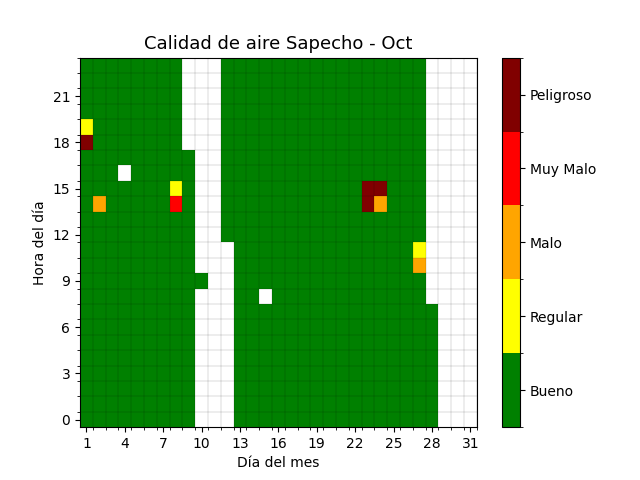 Calidad de aire Sapecho - Oct
Hora del día
21
18
15
12
9
6
3
0
1 4 7 10 13 16 19 22 25 28 31
Día del mes
Peligroso
Muy Malo
Malo
Regular
Bueno